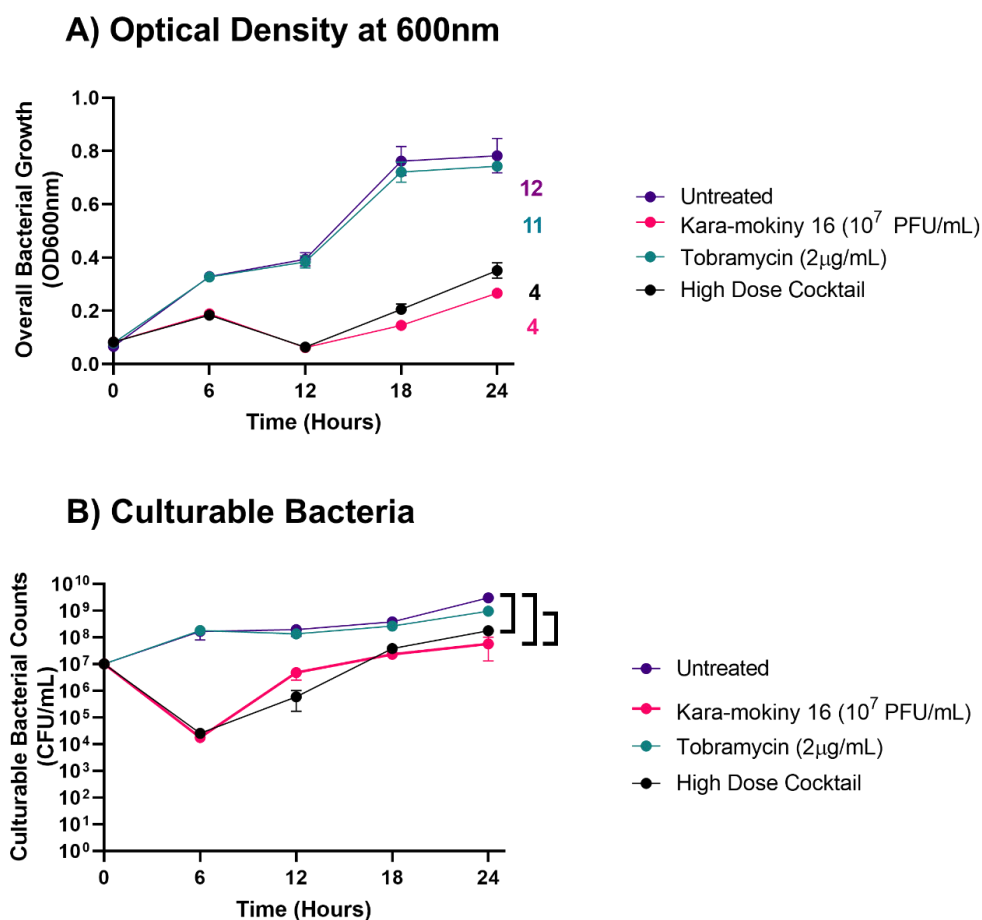 A) Optical Density at 600nm
Overall Bacterial Growth
(OD600nm)
1.0
0.8
0.6
0.4
0.2
0.0
0 6 12 18 24
Time (Hours)
12
11
4
4
Untreated
Kara-mokiny 16 (10⁷ PFU/mL)
Tobramycin (2μg/mL)
High Dose Cocktail
B) Culturable Bacteria
Culturable Bacterial Counts
(CFU/mL)
10¹⁰
10⁹
10⁸
10⁷
10⁶
10⁵
10⁴
10³
10²
10¹
10⁰
0 6 12 18 24
Time (Hours)
Untreated
Kara-mokiny 16 (10⁷ PFU/mL)
Tobramycin (2μg/mL)
High Dose Cocktail